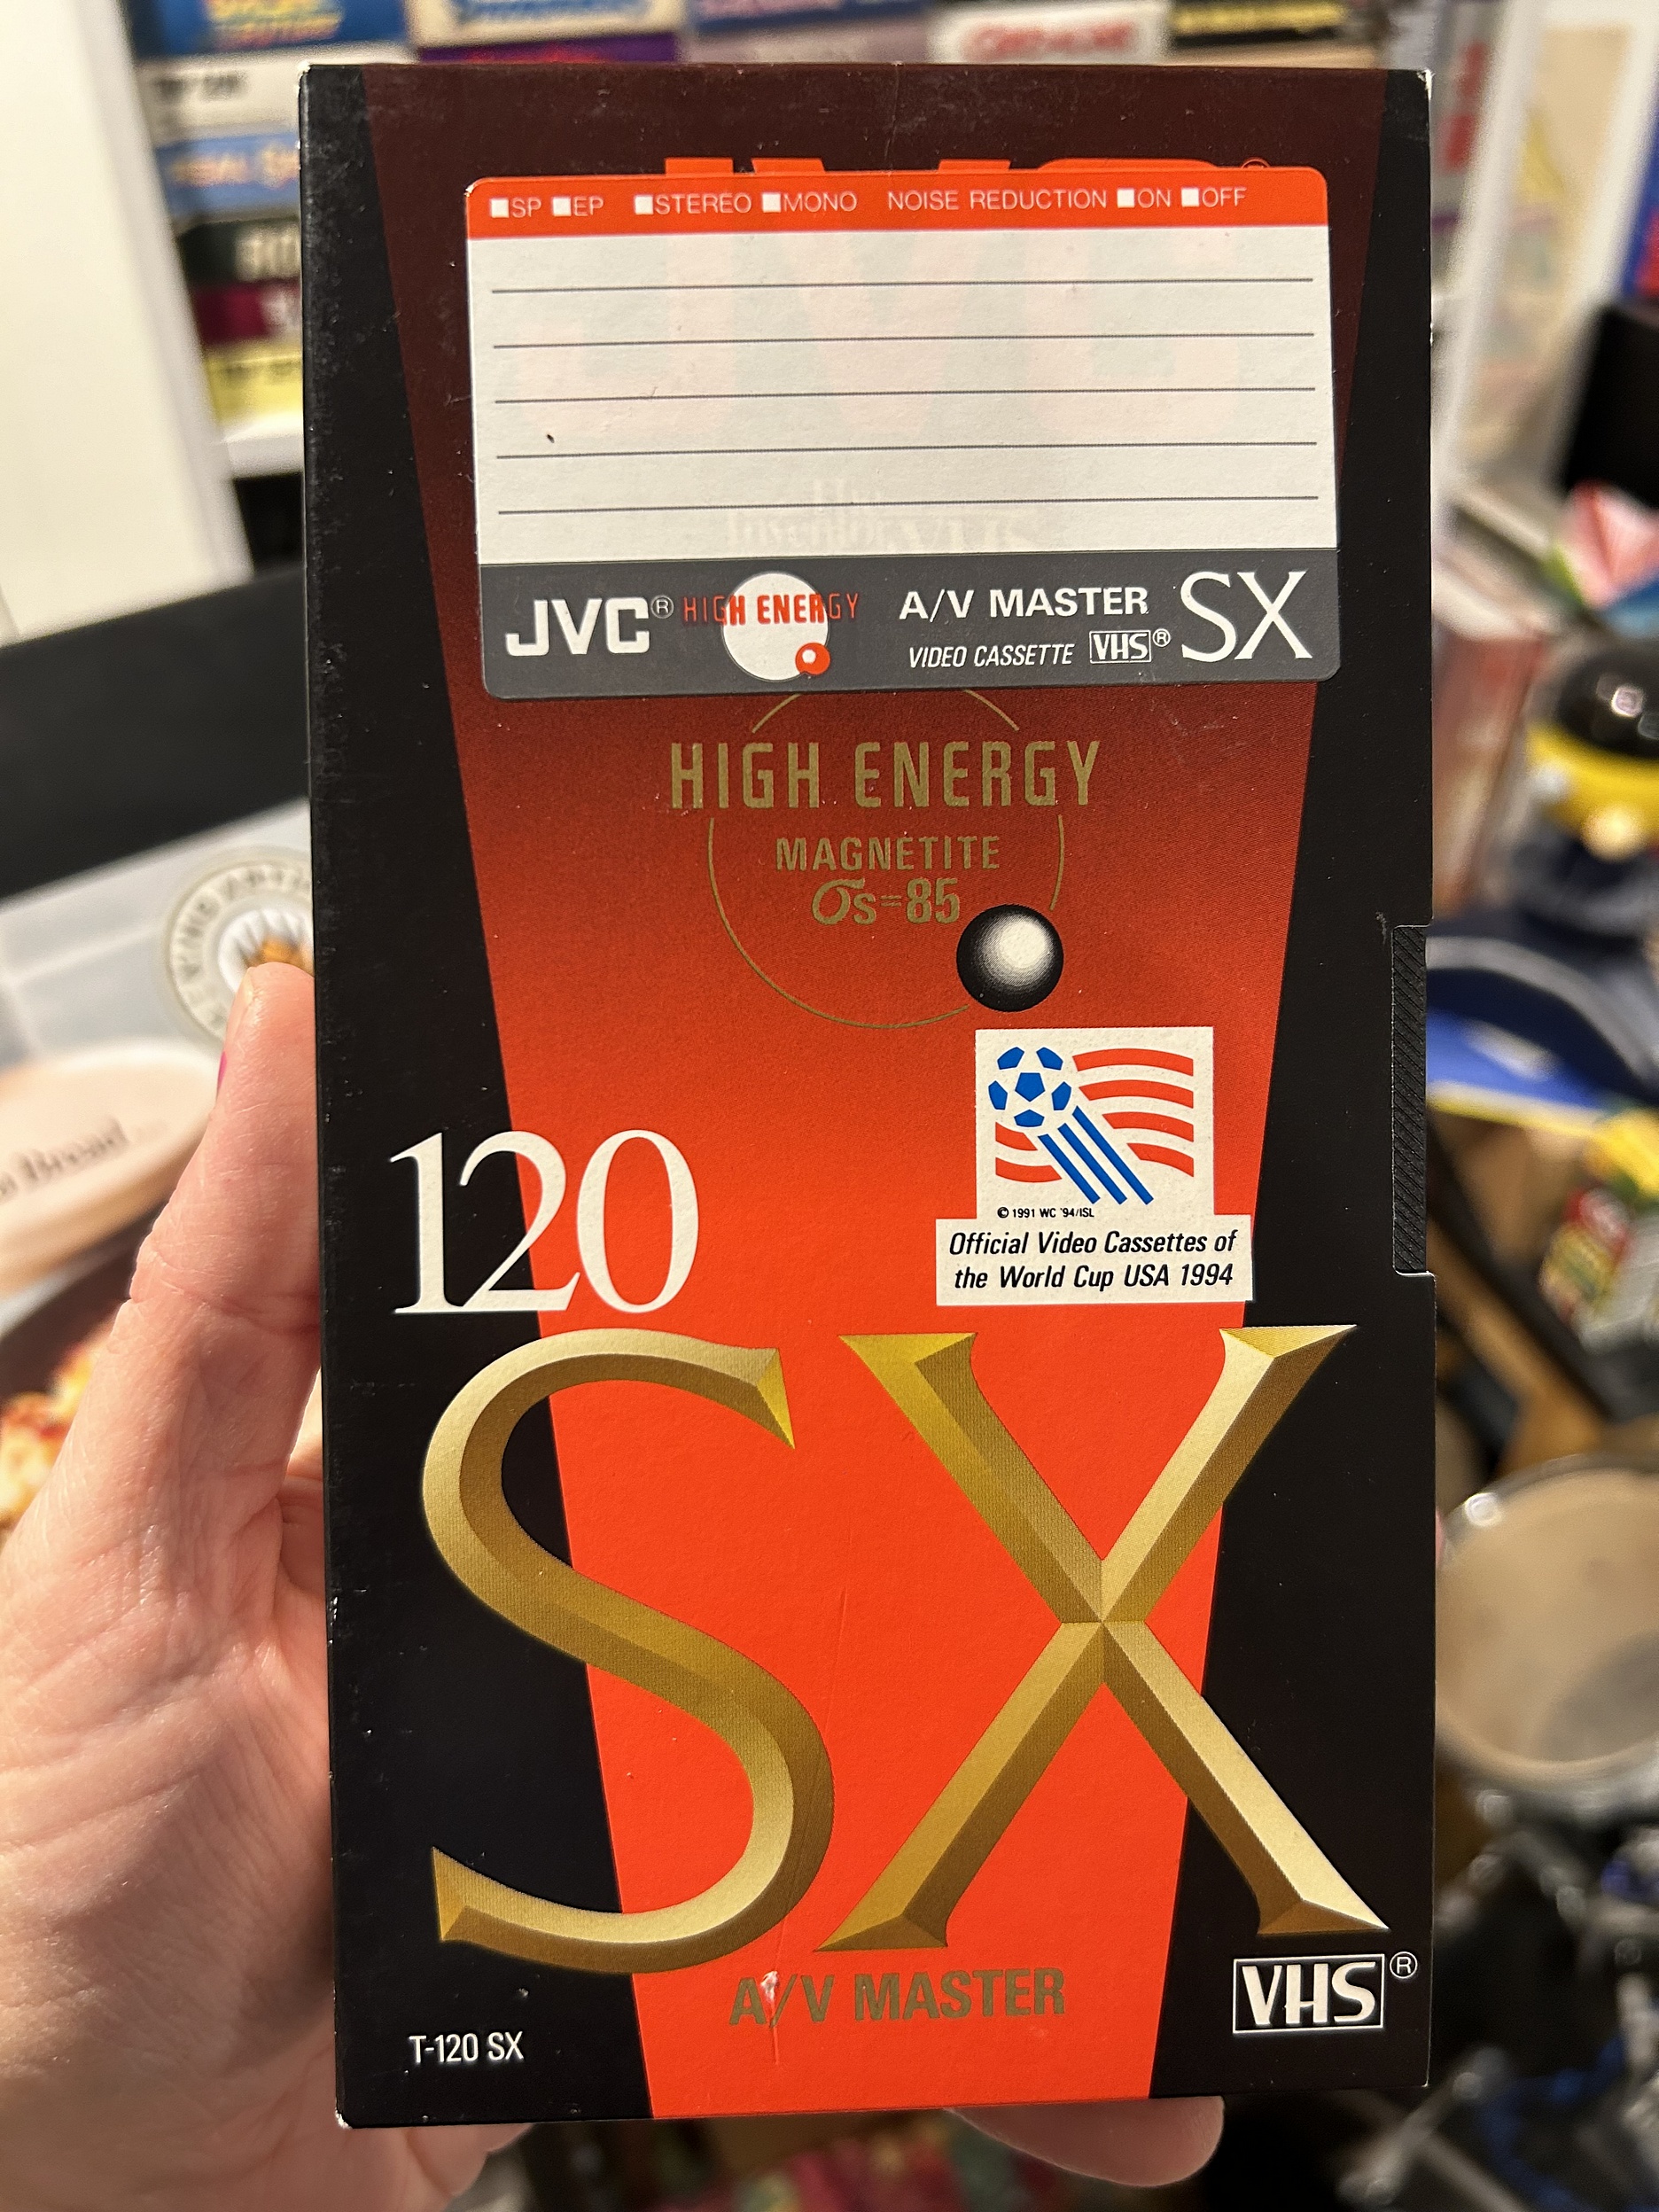 ■SP ■EP ■STEREO ■MONO NOISE REDUCTION ■ON ■OFF
JVC® HIGH ENERGY A/V MASTER SX
VIDEO CASSETTE VHS®
HIGH ENERGY
MAGNETITE
σs=85
© 1991 WC '94/ISL
120
Official Video Cassettes of
the World Cup USA 1994
SX
A/V MASTER
VHS®
T-120 SX
Bread